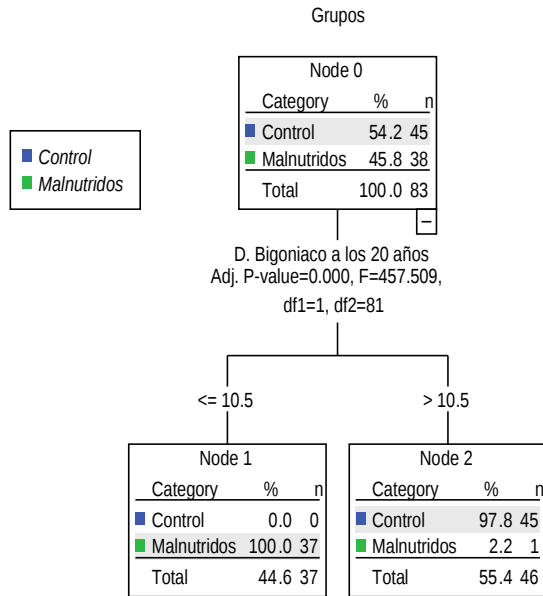 Grupos
Node 0
Category % n
Control 54.2 45
Malnutridos 45.8 38
Total 100.0 83
Control
Malnutridos
–
D. Bigoniaco a los 20 años
Adj. P-value=0.000, F=457.509,
df1=1, df2=81
<= 10.5
> 10.5
Node 1
Category % n
Control 0.0 0
Malnutridos 100.0 37
Total 44.6 37
Node 2
Category % n
Control 97.8 45
Malnutridos 2.2 1
Total 55.4 46